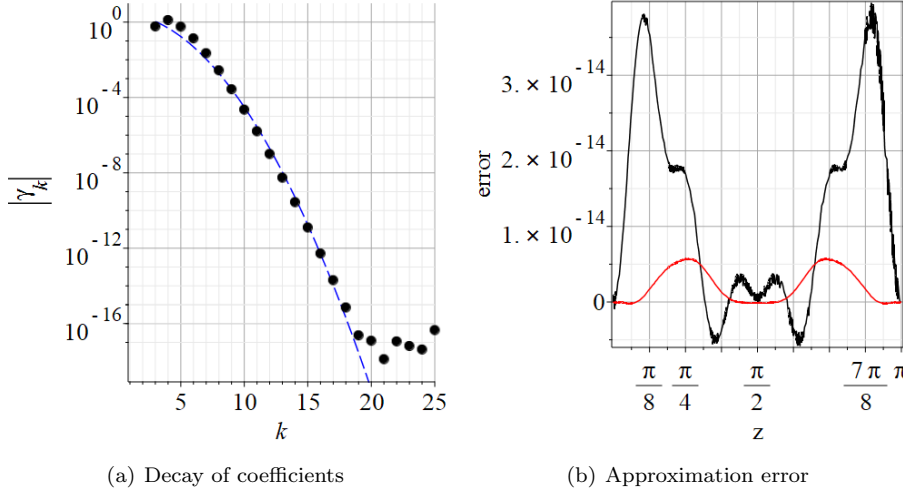 10^0
10^-4
10^-8
10^-12
10^-16
|γ_k|
5 10 15 20 25
k
(a) Decay of coefficients
3. × 10^-14
2. × 10^-14
1. × 10^-14
0
error
π/8 π/4 π/2 7π/8 π
z
(b) Approximation error